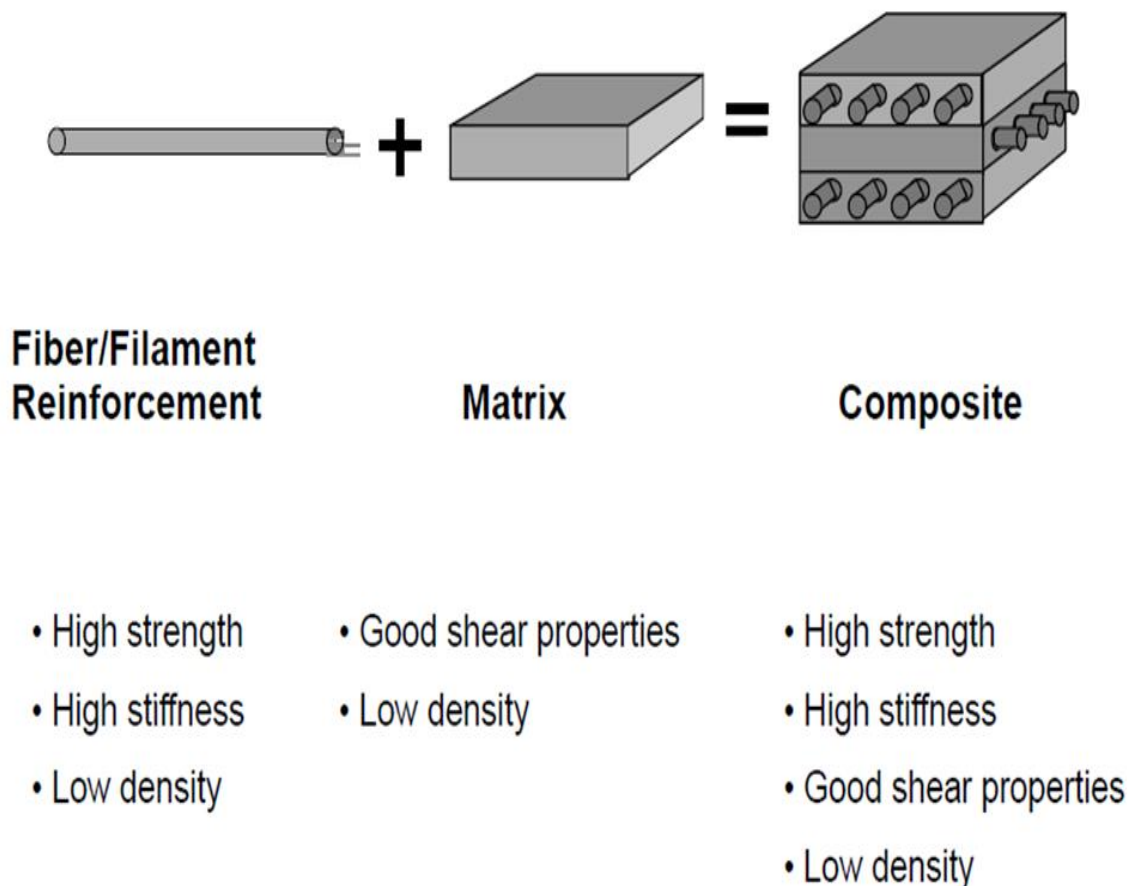 +
=
Fiber/Filament
Reinforcement
Matrix
Composite
• High strength
• High stiffness
• Low density
• Good shear properties
• Low density
• High strength
• High stiffness
• Good shear properties
• Low density